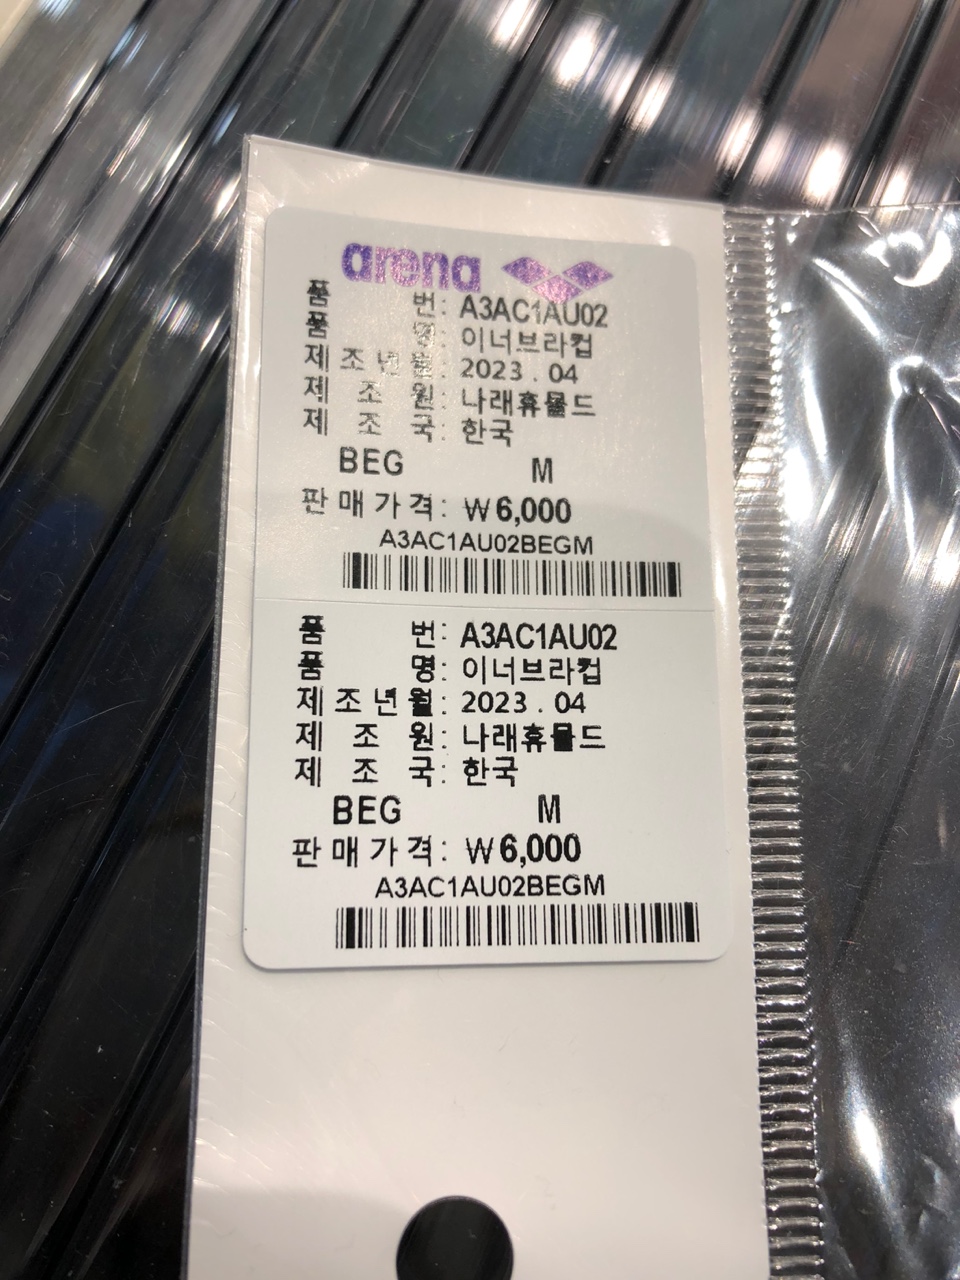 arena
품 번: A3AC1AU02
품 명: 이너브라컵
제조년월: 2023 . 04
제 조 원: 나래휴몰드
제 조 국: 한국
BEG M
판매가격: ₩6,000
A3AC1AU02BEGM
품 번: A3AC1AU02
품 명: 이너브라컵
제조년월: 2023 . 04
제 조 원: 나래휴몰드
제 조 국: 한국
BEG M
판매가격: ₩6,000
A3AC1AU02BEGM